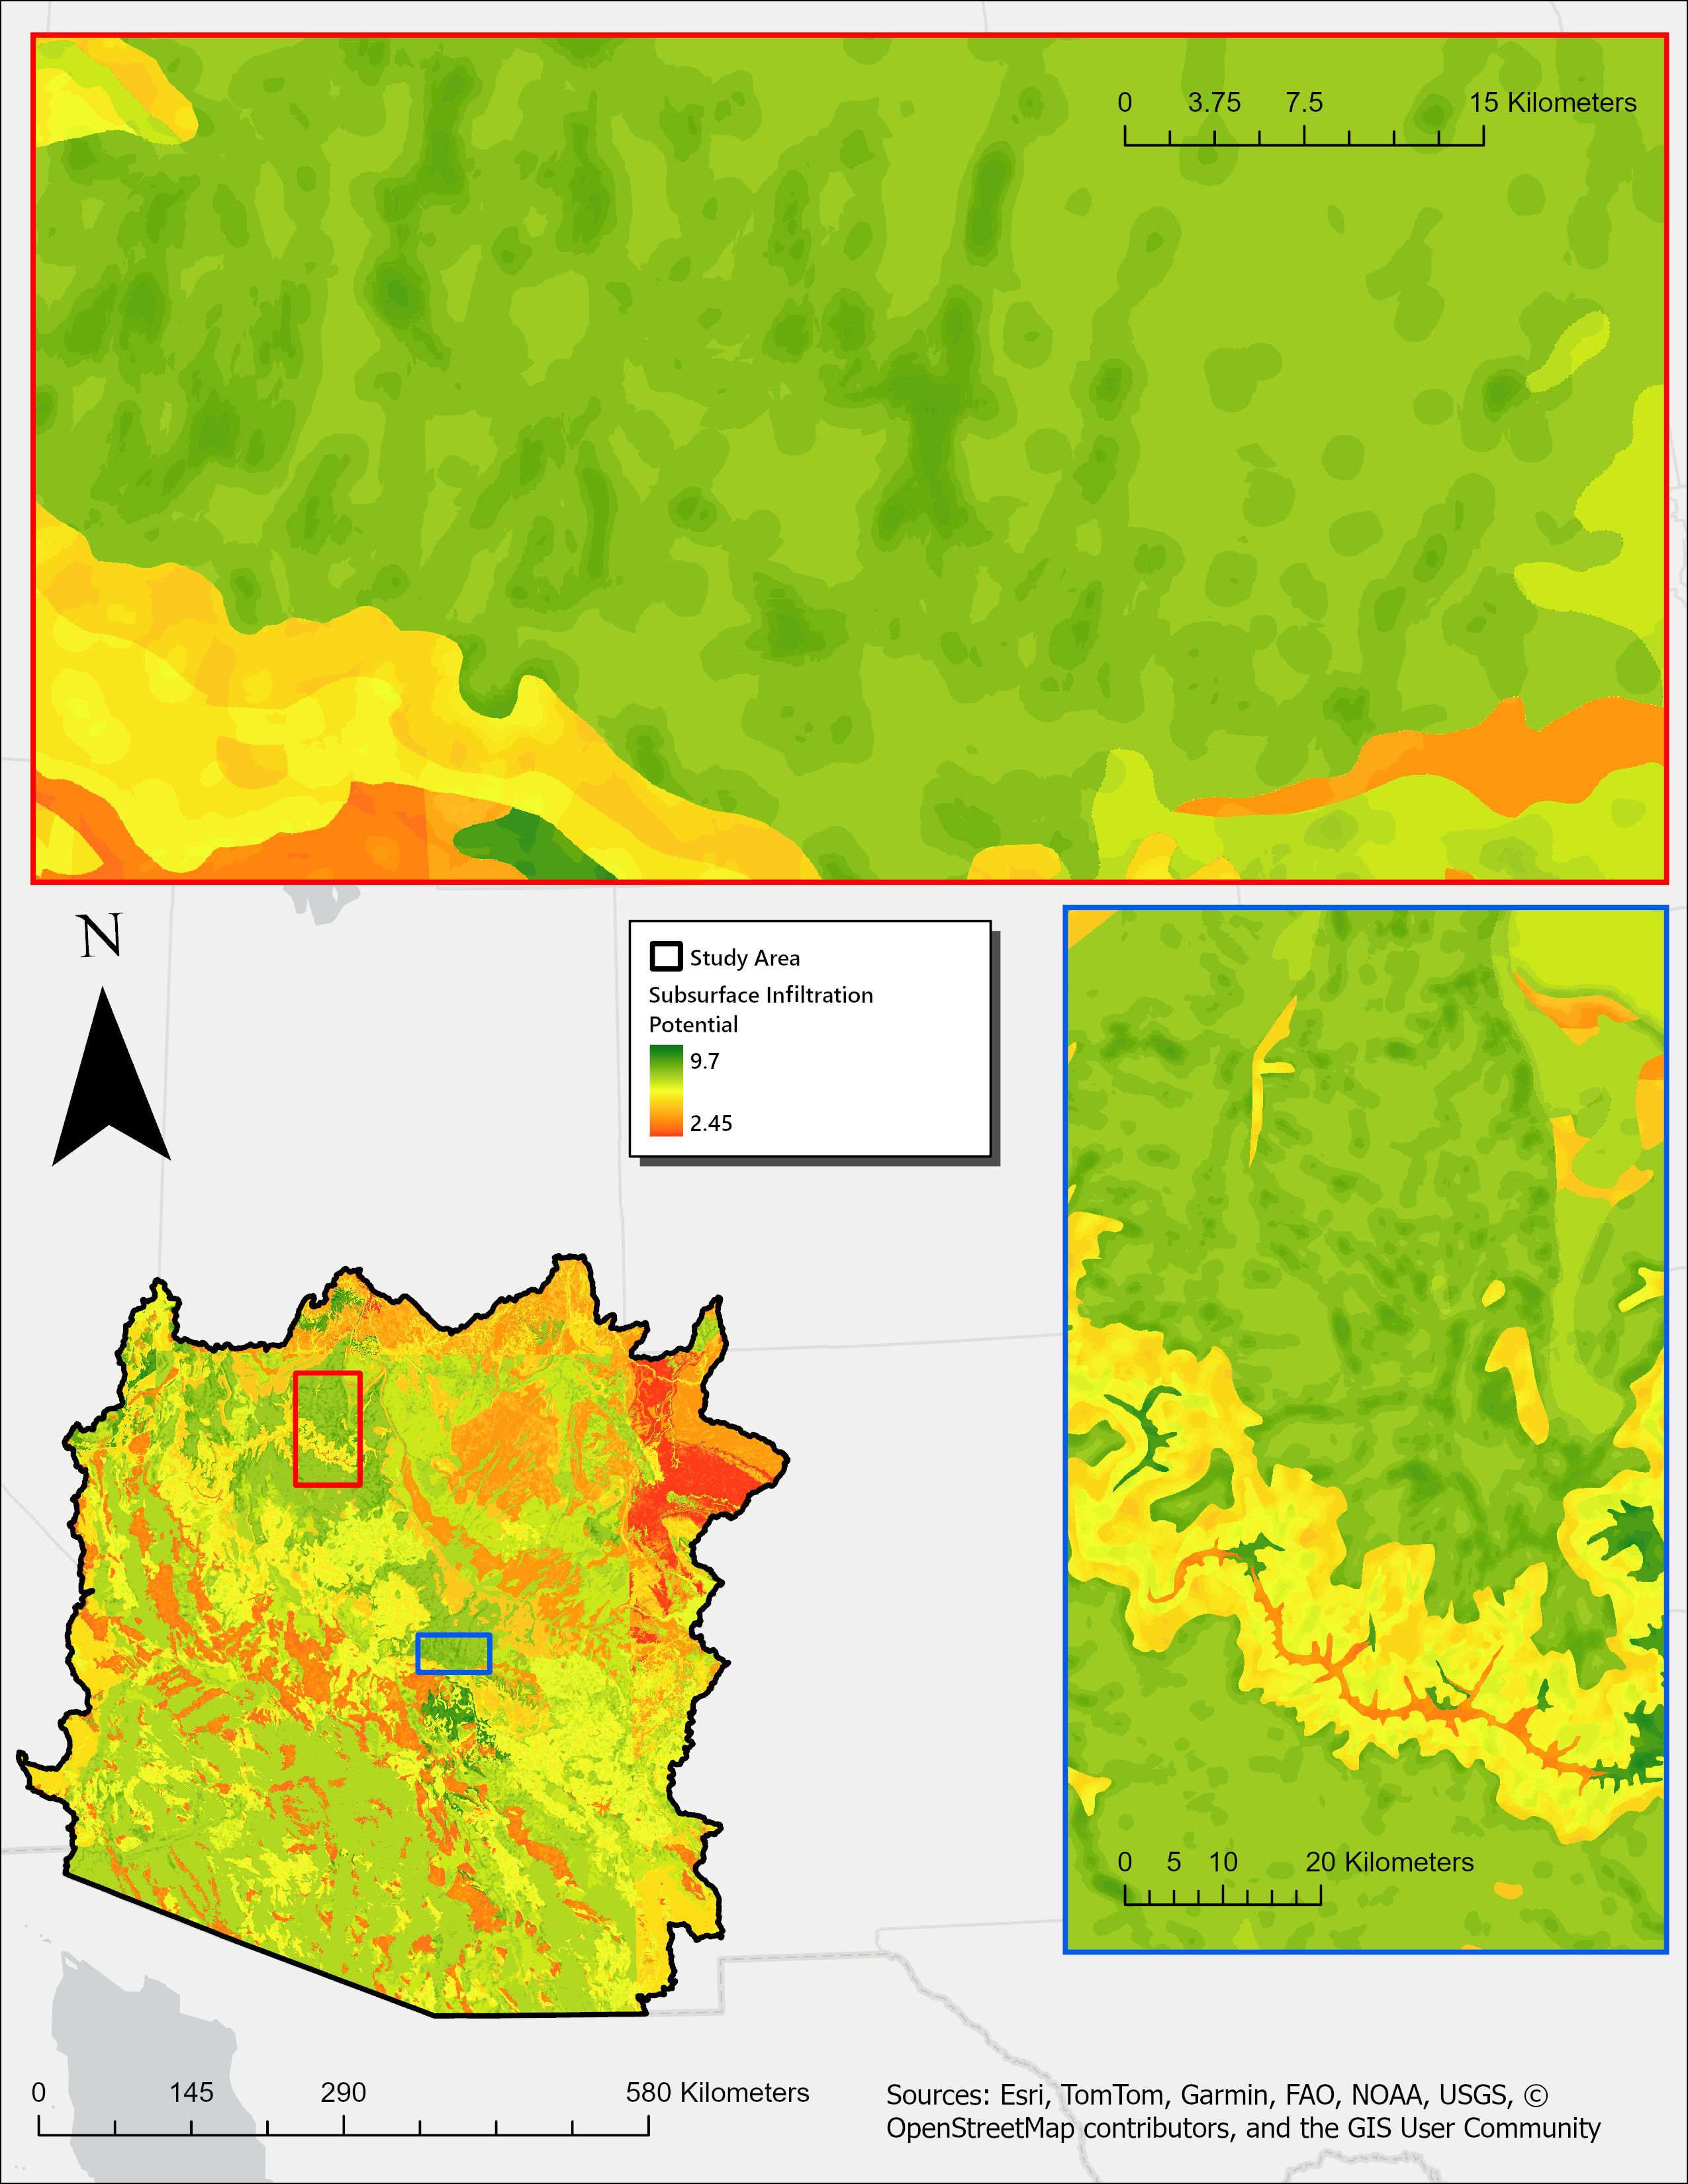 0 3.75 7.5 15 Kilometers
N
Study Area
Subsurface Infiltration
Potential
9.7
2.45
0 5 10 20 Kilometers
0 145 290 580 Kilometers
Sources: Esri, TomTom, Garmin, FAO, NOAA, USGS, ©
OpenStreetMap contributors, and the GIS User Community